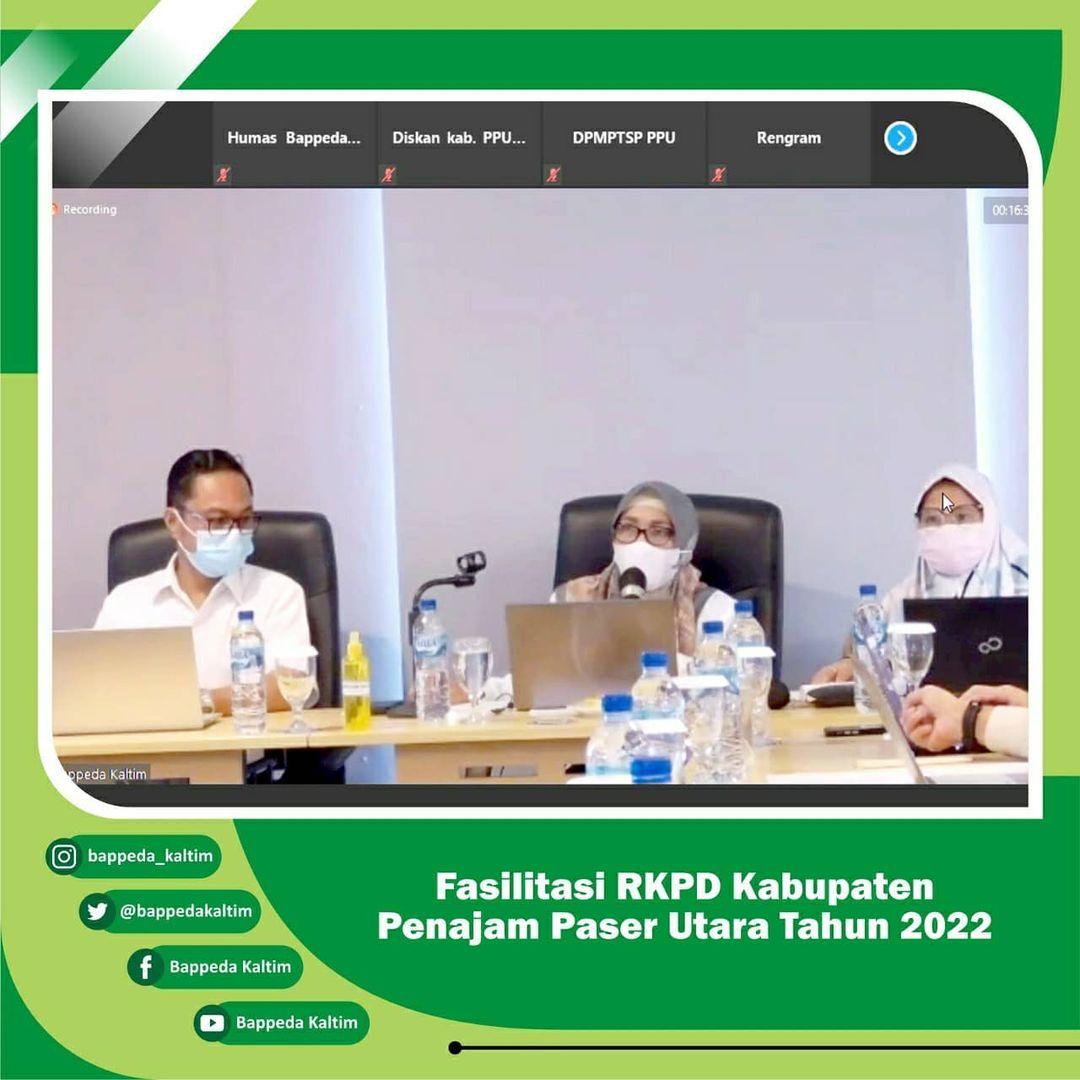 Humas Bappeda...
Diskan kab. PPU...
DPMPTSP PPU
Rengram
Recording
00:16:3
ppeda Kaltim
bappeda_kaltim
@bappedakaltim
Bappeda Kaltim
Bappeda Kaltim
Fasilitasi RKPD Kabupaten
Penajam Paser Utara Tahun 2022